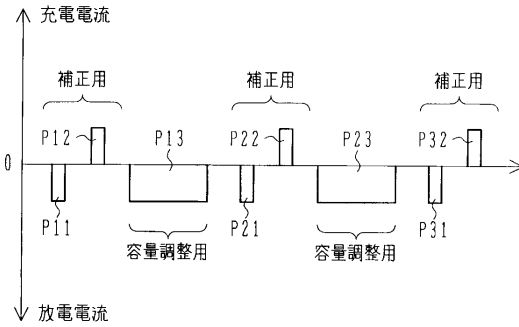 充電電流
補正用
補正用
補正用
P12
P13
P22
P23
P32
0
P11
P21
P31
容量調整用
容量調整用
放電電流